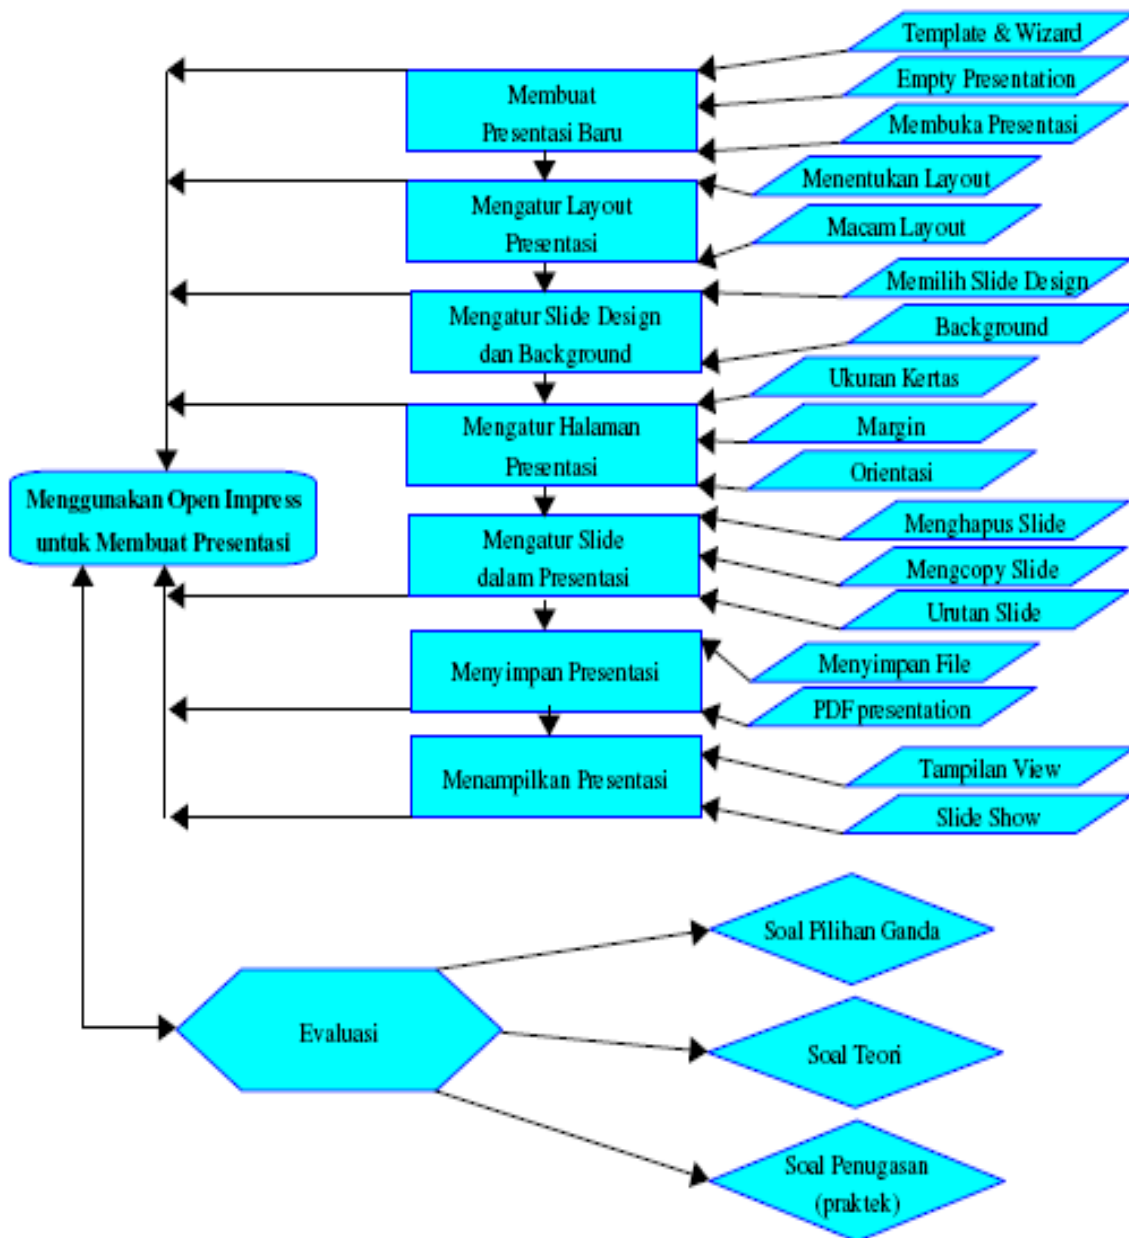 Template & Wizard
Empty Presentation
Membuka Presentasi
Membuat
Presentasi Baru
Menentukan Layout
Macam Layout
Mengatur Layout
Presentasi
Memilih Slide Design
Background
Mengatur Slide Design
dan Background
Ukuran Kertas
Margin
Orientasi
Mengatur Halaman
Presentasi
Menggunakan Open Impress
untuk Membuat Presentasi
Menghapus Slide
Mengcopy Slide
Urutan Slide
Mengatur Slide
dalam Presentasi
Menyimpan File
PDF presentation
Menyimpan Presentasi
Tampilan View
Slide Show
Menampilkan Presentasi
Soal Pilihan Ganda
Evaluasi
Soal Teori
Soal Penugasan
(praktek)